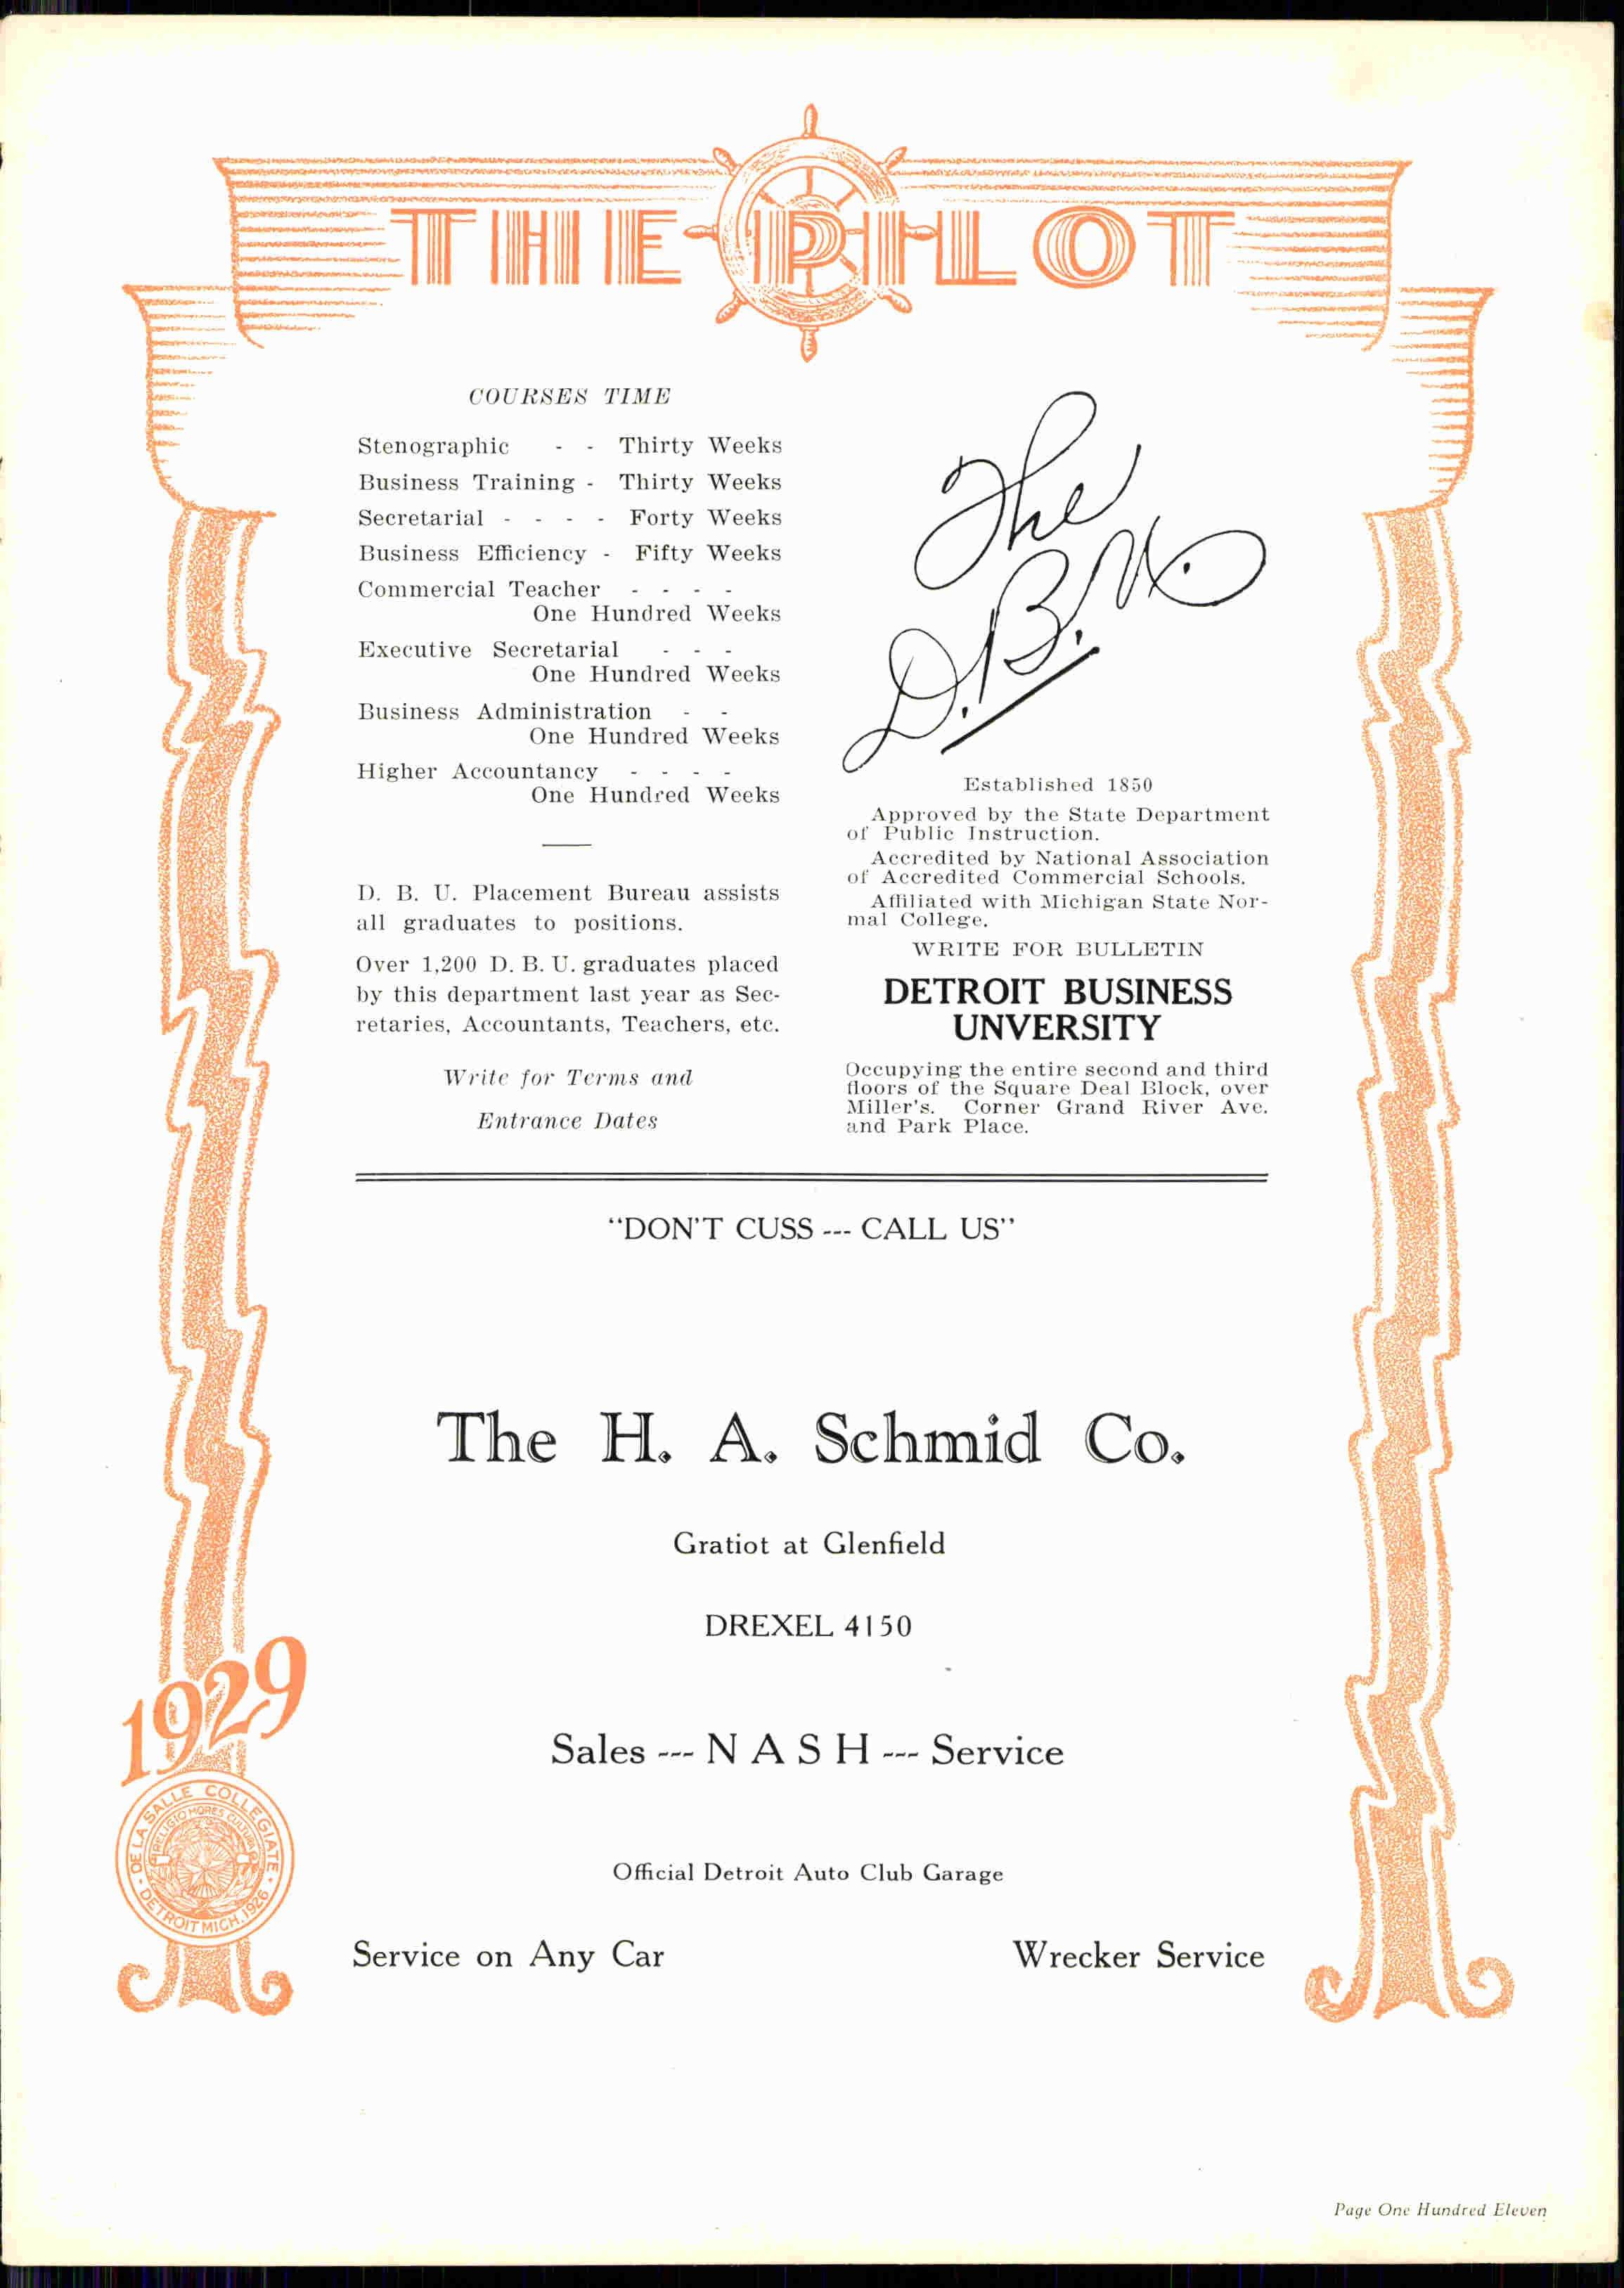 THE PILOT
COURSES TIME
Stenographic - - Thirty Weeks
Business Training - Thirty Weeks
Secretarial - - - - Forty Weeks
Business Efficiency - Fifty Weeks
Commercial Teacher - - - -
One Hundred Weeks
Executive Secretarial - - -
One Hundred Weeks
Business Administration - -
One Hundred Weeks
Higher Accountancy - - - -
One Hundred Weeks
D. B. U. Placement Bureau assists
all graduates to positions.
Over 1,200 D. B. U. graduates placed
by this department last year as Sec-
retaries, Accountants, Teachers, etc.
Write for Terms and
Entrance Dates
The
D.B.U.
Established 1850
Approved by the State Department
of Public Instruction.
Accredited by National Association
of Accredited Commercial Schools.
Affiliated with Michigan State Nor-
mal College.
WRITE FOR BULLETIN
DETROIT BUSINESS
UNVERSITY
Occupying the entire second and third
floors of the Square Deal Block, over
Miller's. Corner Grand River Ave.
and Park Place.
"DON'T CUSS --- CALL US"
The H. A. Schmid Co.
Gratiot at Glenfield
DREXEL 4150
Sales --- NASH --- Service
Official Detroit Auto Club Garage
Service on Any Car Wrecker Service
1929
DE LA SALLE COLLEGIATE
RELIGIO MORES CULTURA
DETROIT MICH. 1926
Page One Hundred Eleven